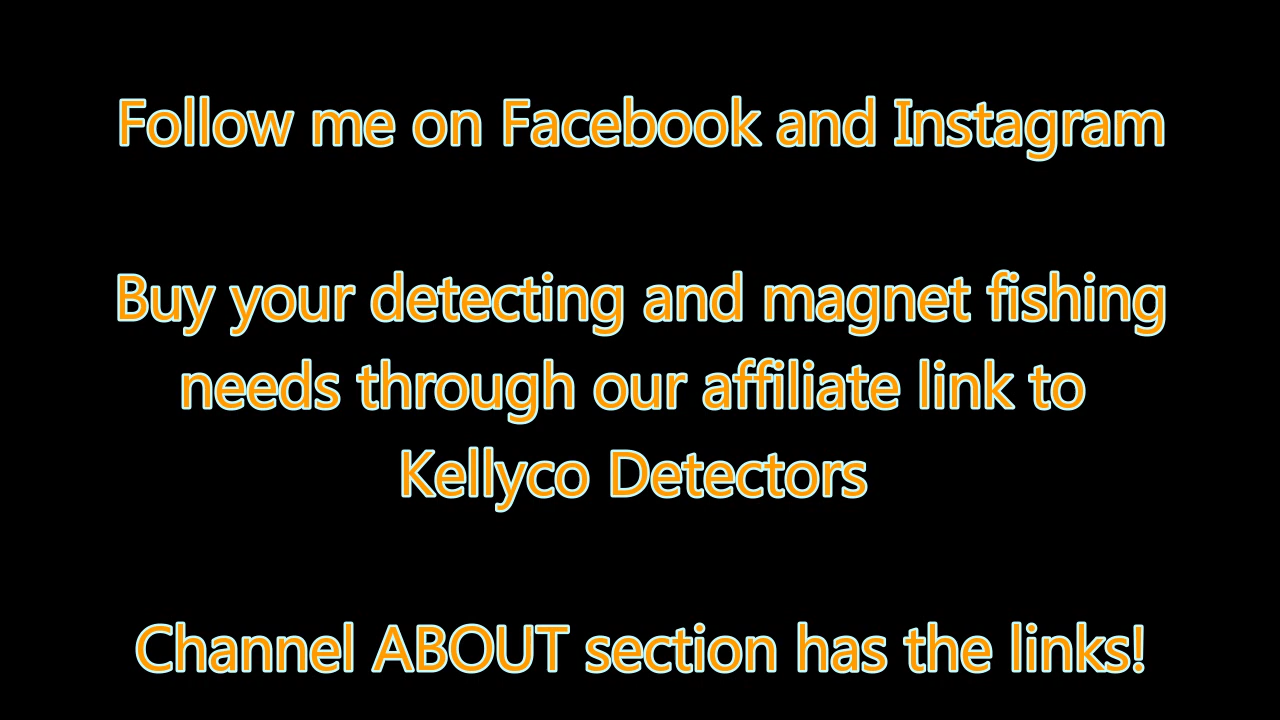 Follow me on Facebook and Instagram
Buy your detecting and magnet fishing
needs through our affiliate link to
Kellyco Detectors
Channel ABOUT section has the links!